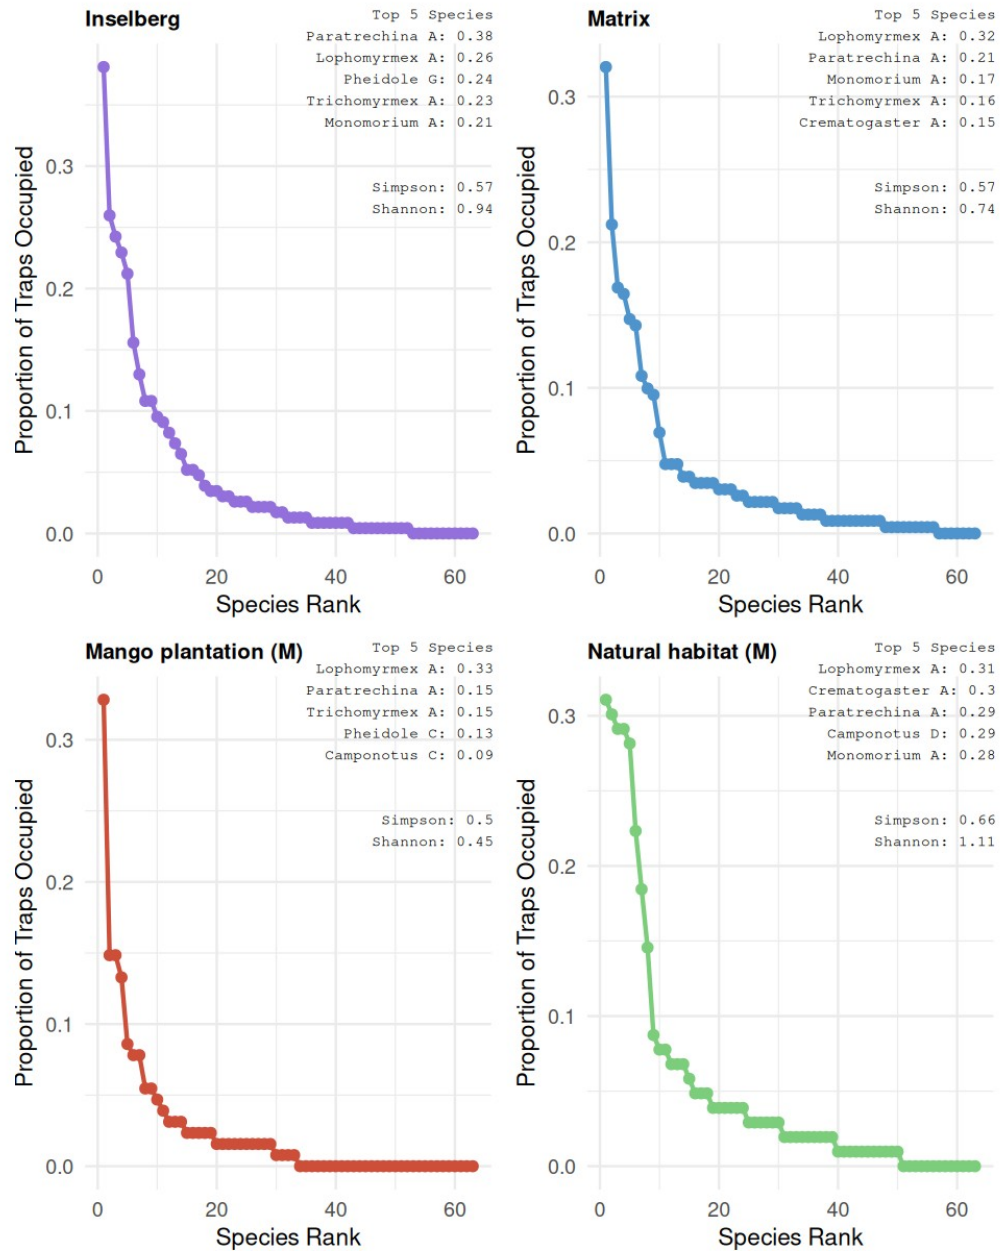 Inselberg
Top 5 Species
Paratrechina A: 0.38
Lophomyrmex A: 0.26
Pheidole G: 0.24
Trichomyrmex A: 0.23
Monomorium A: 0.21
Simpson: 0.57
Shannon: 0.94
Proportion of Traps Occupied
0.3
0.2
0.1
0.0
0 20 40 60
Species Rank
Matrix
Top 5 Species
Lophomyrmex A: 0.32
Paratrechina A: 0.21
Monomorium A: 0.17
Trichomyrmex A: 0.16
Crematogaster A: 0.15
Simpson: 0.57
Shannon: 0.74
Proportion of Traps Occupied
0.3
0.2
0.1
0.0
0 20 40 60
Species Rank
Mango plantation (M)
Top 5 Species
Lophomyrmex A: 0.33
Paratrechina A: 0.15
Trichomyrmex A: 0.15
Pheidole C: 0.13
Camponotus C: 0.09
Simpson: 0.5
Shannon: 0.45
Proportion of Traps Occupied
0.3
0.2
0.1
0.0
0 20 40 60
Species Rank
Natural habitat (M)
Top 5 Species
Lophomyrmex A: 0.31
Crematogaster A: 0.3
Paratrechina A: 0.29
Camponotus D: 0.29
Monomorium A: 0.28
Simpson: 0.66
Shannon: 1.11
Proportion of Traps Occupied
0.3
0.2
0.1
0.0
0 20 40 60
Species Rank